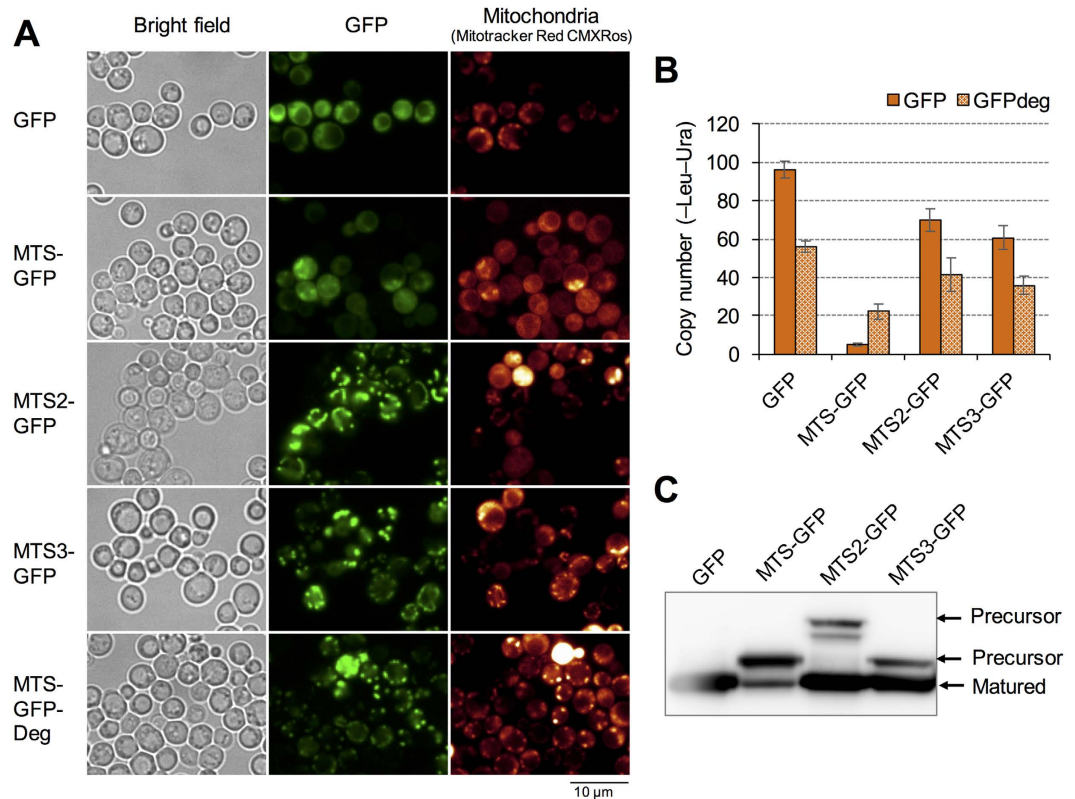 A
Bright field
GFP
Mitochondria
(Mitotracker Red CMXRos)
GFP
MTS-
GFP
MTS2-
GFP
MTS3-
GFP
MTS-
GFP-
Deg
10 µm
B
GFP GFPdeg
Copy number (–Leu–Ura)
120
100
80
60
40
20
0
GFP
MTS-GFP
MTS2-GFP
MTS3-GFP
C
GFP
MTS-GFP
MTS2-GFP
MTS3-GFP
Precursor
Precursor
Matured